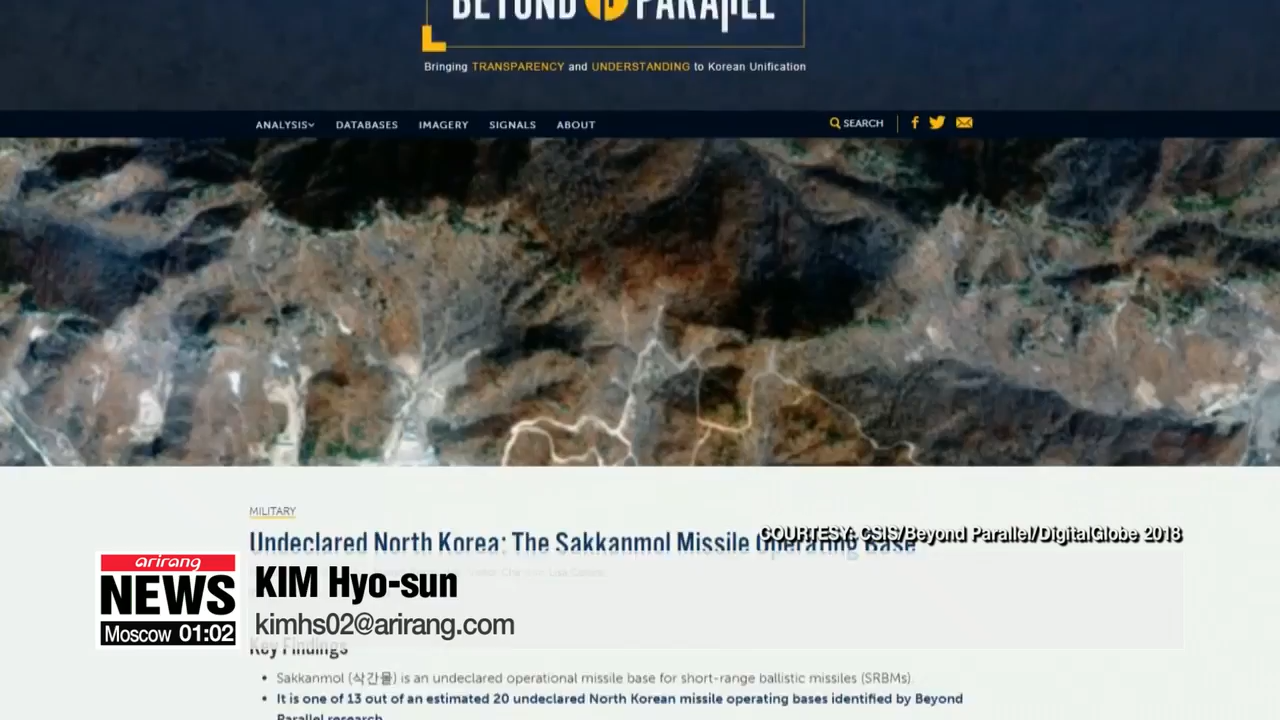 BEYOND PARALLEL
Bringing TRANSPARENCY and UNDERSTANDING to Korean Unification
ANALYSIS DATABASES IMAGERY SIGNALS ABOUT
SEARCH
MILITARY
COURTESY: CSIS/Beyond Parallel/DigitalGlobe 2018
Undeclared North Korea: The Sakkanmol Missile Operating Base
arirang
NEWS
Moscow 01:02
KIM Hyo-sun
kimhs02@arirang.com
Key Findings
Sakkanmol (삭간몰) is an undeclared operational missile base for short-range ballistic missiles (SRBMs).
It is one of 13 out of an estimated 20 undeclared North Korean missile operating bases identified by Beyond
Parallel research